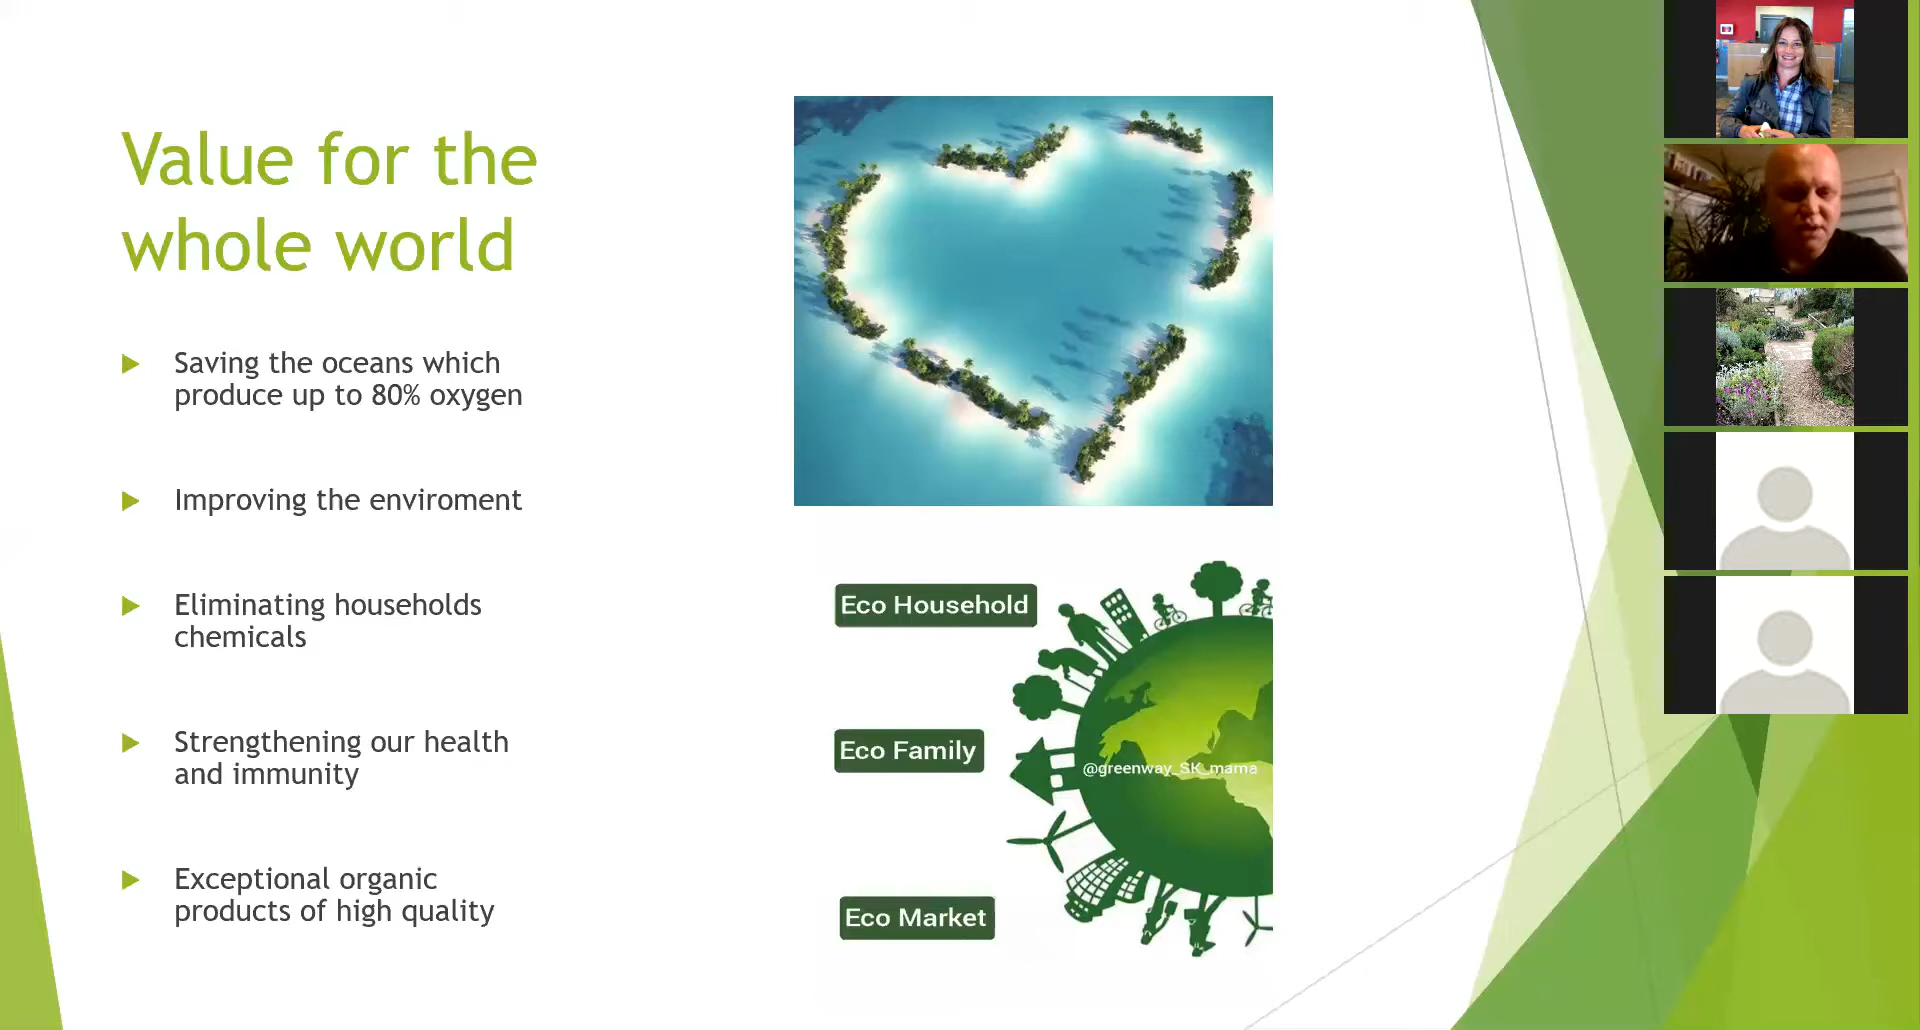 Value for the
whole world
Saving the oceans which
produce up to 80% oxygen
Improving the enviroment
Eliminating households
chemicals
Strengthening our health
and immunity
Exceptional organic
products of high quality
Eco Household
Eco Family
@greenway_SK_mama
Eco Market